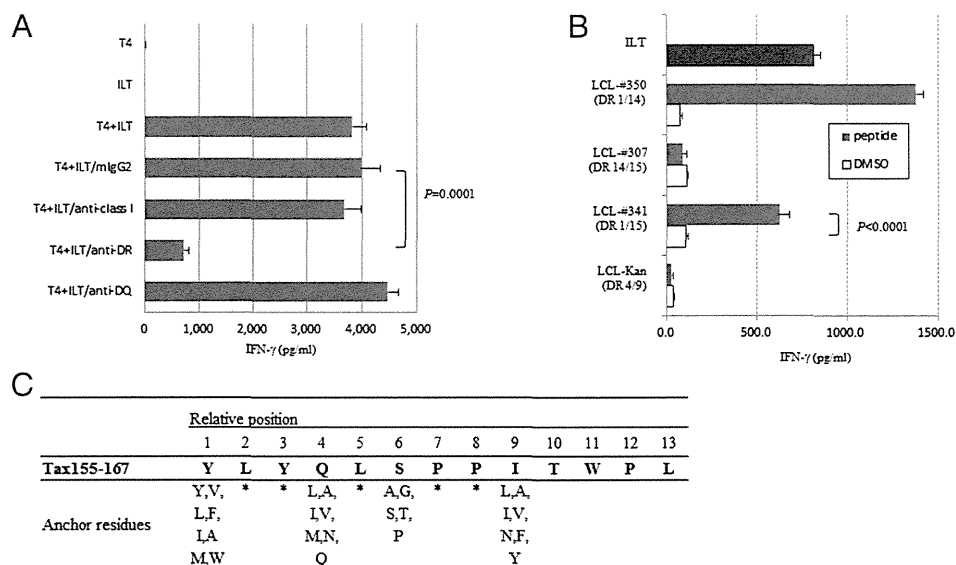 A
T4
ILT
T4+ILT
T4+ILT/mIgG2
T4+ILT/anti-class I
T4+ILT/anti-DR
T4+ILT/anti-DQ
P=0.0001
0 1,000 2,000 3,000 4,000 5,000
IFN-γ (pg/ml)
B
ILT
LCL-#350
(DR 1/14)
LCL-#307
(DR 14/15)
LCL-#341
(DR 1/15)
LCL-Kan
(DR 4/9)
peptide
DMSO
P<0.0001
0 500.0 1000.0 1500.0
IFN-γ (pg/ml)
C
Relative position
1 2 3 4 5 6 7 8 9 10 11 12 13
Tax155-167 Y L Y Q L S P P I T W P L
Anchor residues
Y,V, * * L,A, * A,G, * * L,A,
L,F, I,V, S,T, I,V,
I,A M,N, P N,F,
M,W Q Y